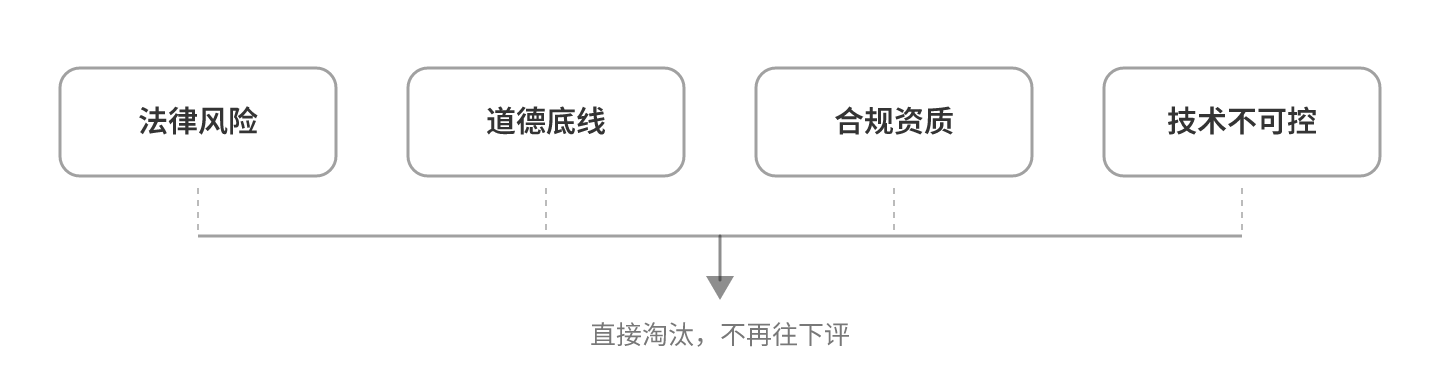 法律风险
道德底线
合规资质
技术不可控
直接淘汰，不再往下评